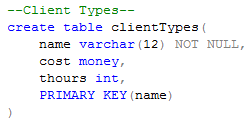 --Client Types--
create table clientTypes(
name varchar(12) NOT NULL,
cost money,
thours int,
PRIMARY KEY(name)
)